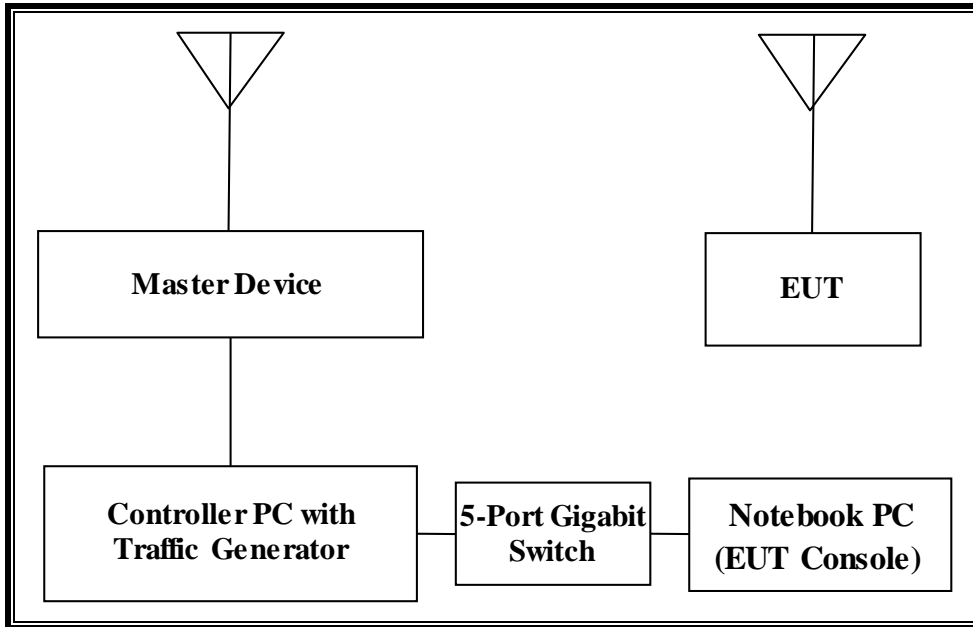 Master Device
EUT
Controller PC with
Traffic Generator
5-Port Gigabit
Switch
Notebook PC
(EUT Console)